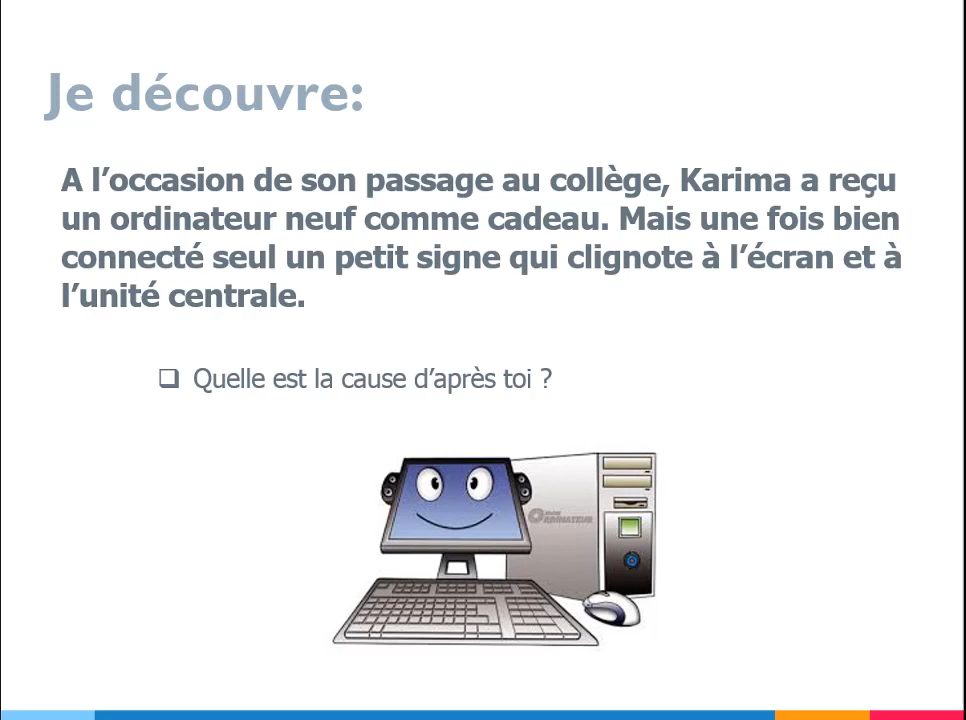 Je découvre:
A l’occasion de son passage au collège, Karima a reçu
un ordinateur neuf comme cadeau. Mais une fois bien
connecté seul un petit signe qui clignote à l’écran et à
l’unité centrale.
❑ Quelle est la cause d’après toi ?
ORDINATEUR